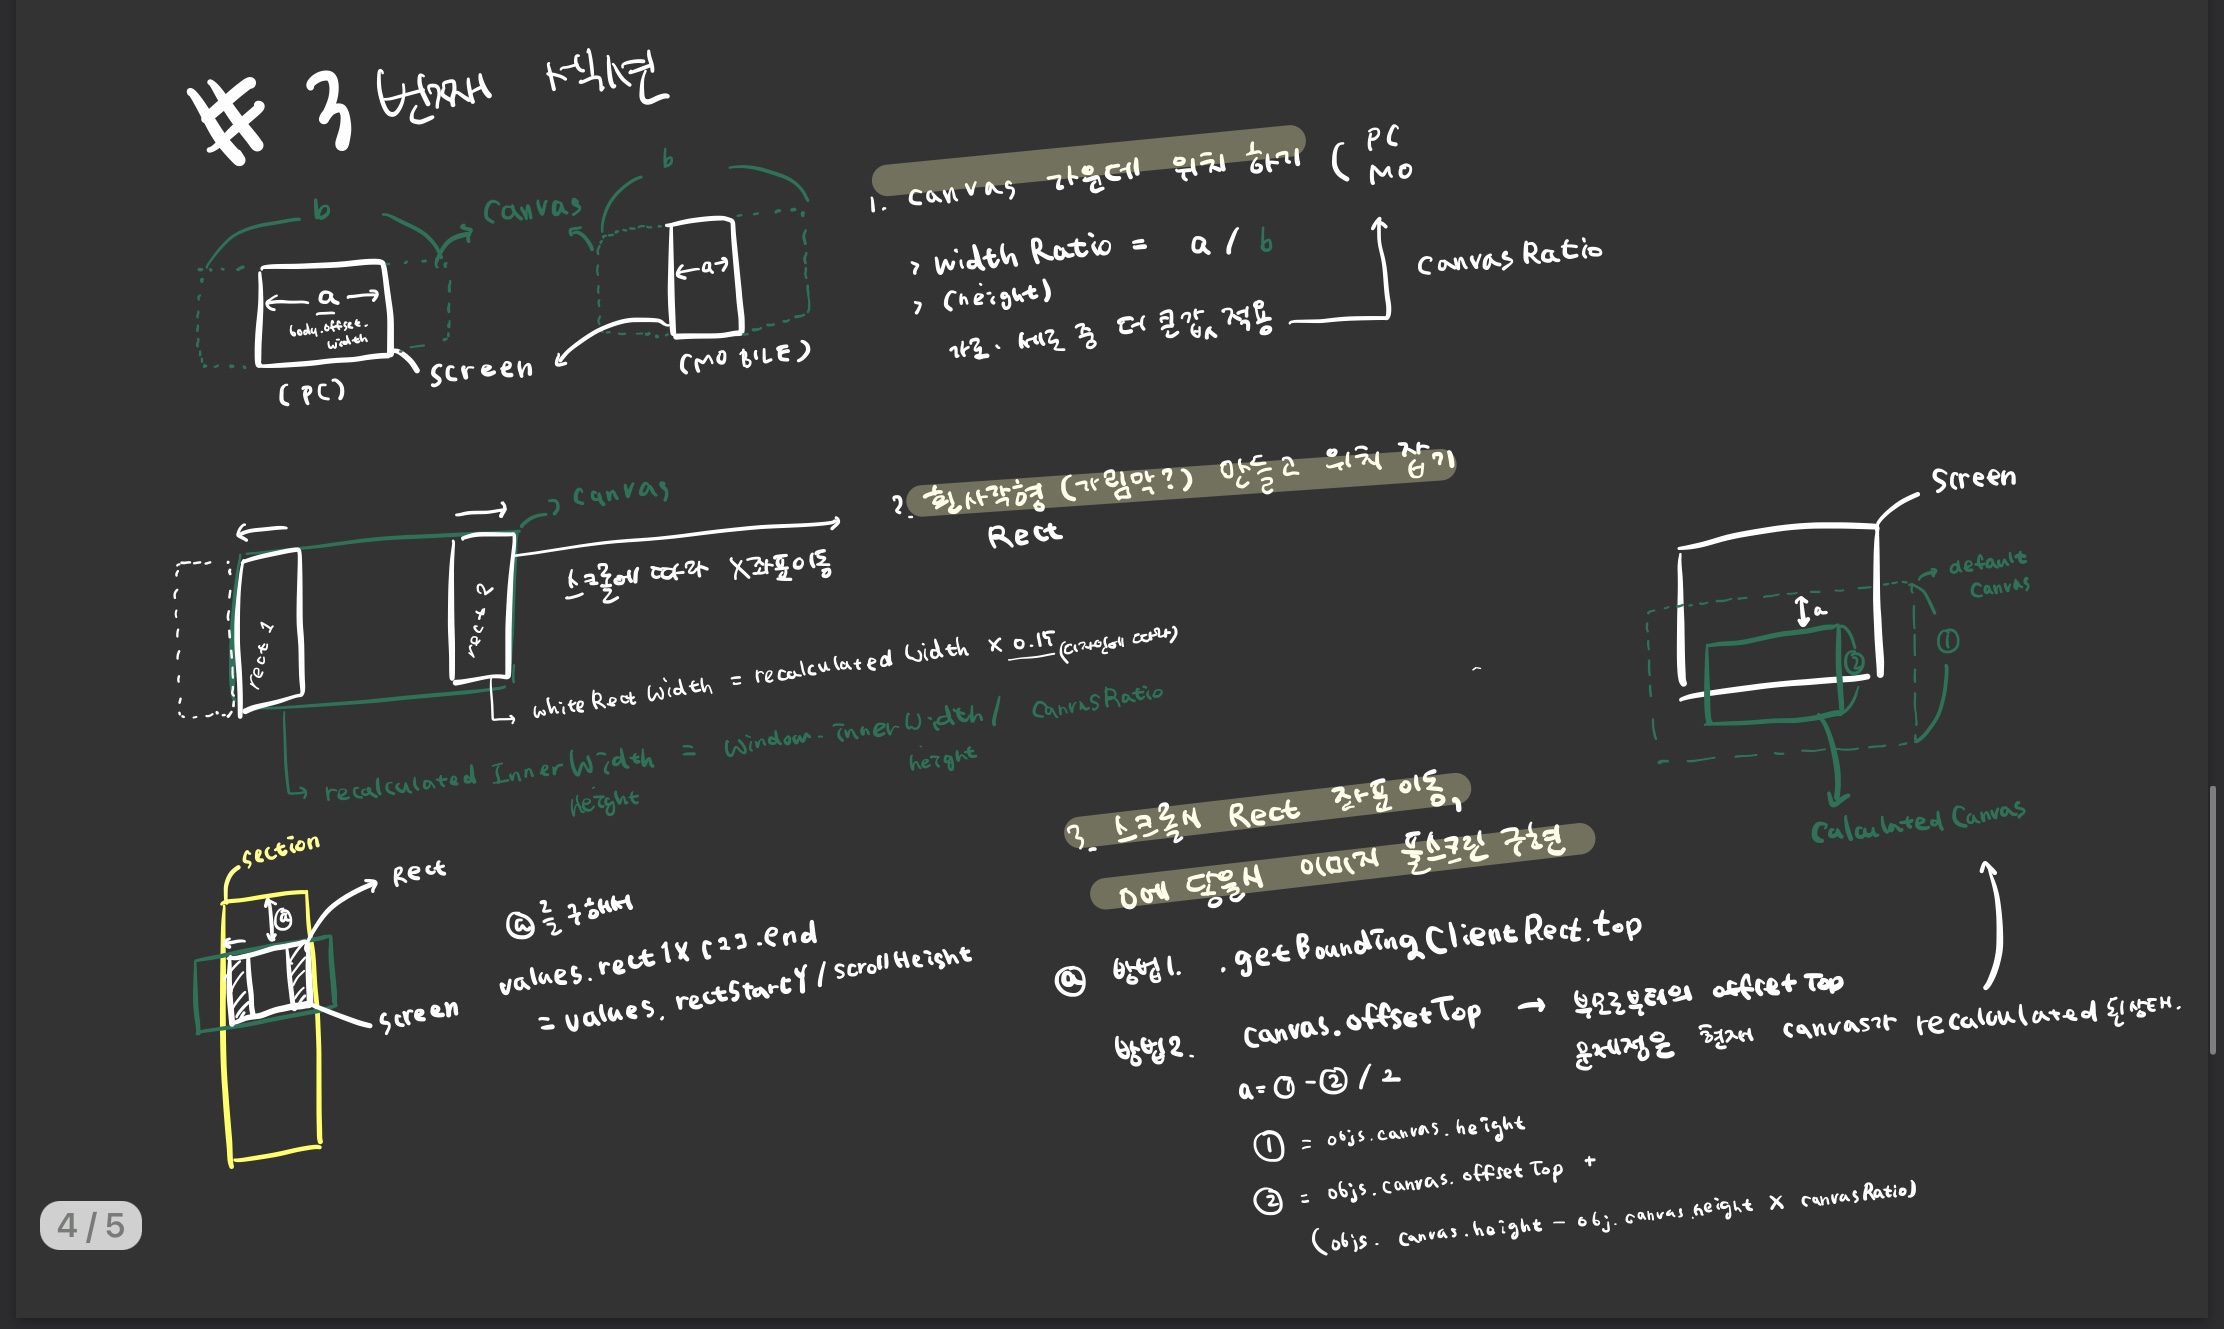 # 3 번째 섹션
b
canvas
b
a
body.offset.
width
(PC)
screen
a
(MOBILE)
1. canvas 가운데 위치 하기 ( PC
MO
> width Ratio = a / b
> (height)
가로. 세로 중 더 큰값 적용
canvas Ratio
canvas
rect 1
rect 2
스크롤에 따라 X좌표이동
2. 흰사각형 (가림막?) 만들고 위치 잡기
Rect
white Rect Width = recalculated Width × 0.15 (디자인에 따라)
recalculated InnerWidth = Window.innerWidth / CanvasRatio
Height
height
screen
default
canvas
a
①
②
Calculated Canvas
section
Rect
ⓐ
screen
ⓐ 를 구해서
values.rect1X[2].end
= values.rectStartY / scrollHeight
3. 스크롤시 Rect 좌표이동,
0에 닿을시 이미지 풀스크린 구현
ⓐ 방법1. .getBoundingClientRect.top
방법2. canvas.offsetTop → 부모로부터의 offsetTop
문제점은 현재 canvas가 recalculated 된상태.
a = ① - ② / 2
① = objs.canvas.height
② = objs.canvas.offsetTop +
(objs.canvas.height - obj.canvas.height × canvasRatio)
4 / 5